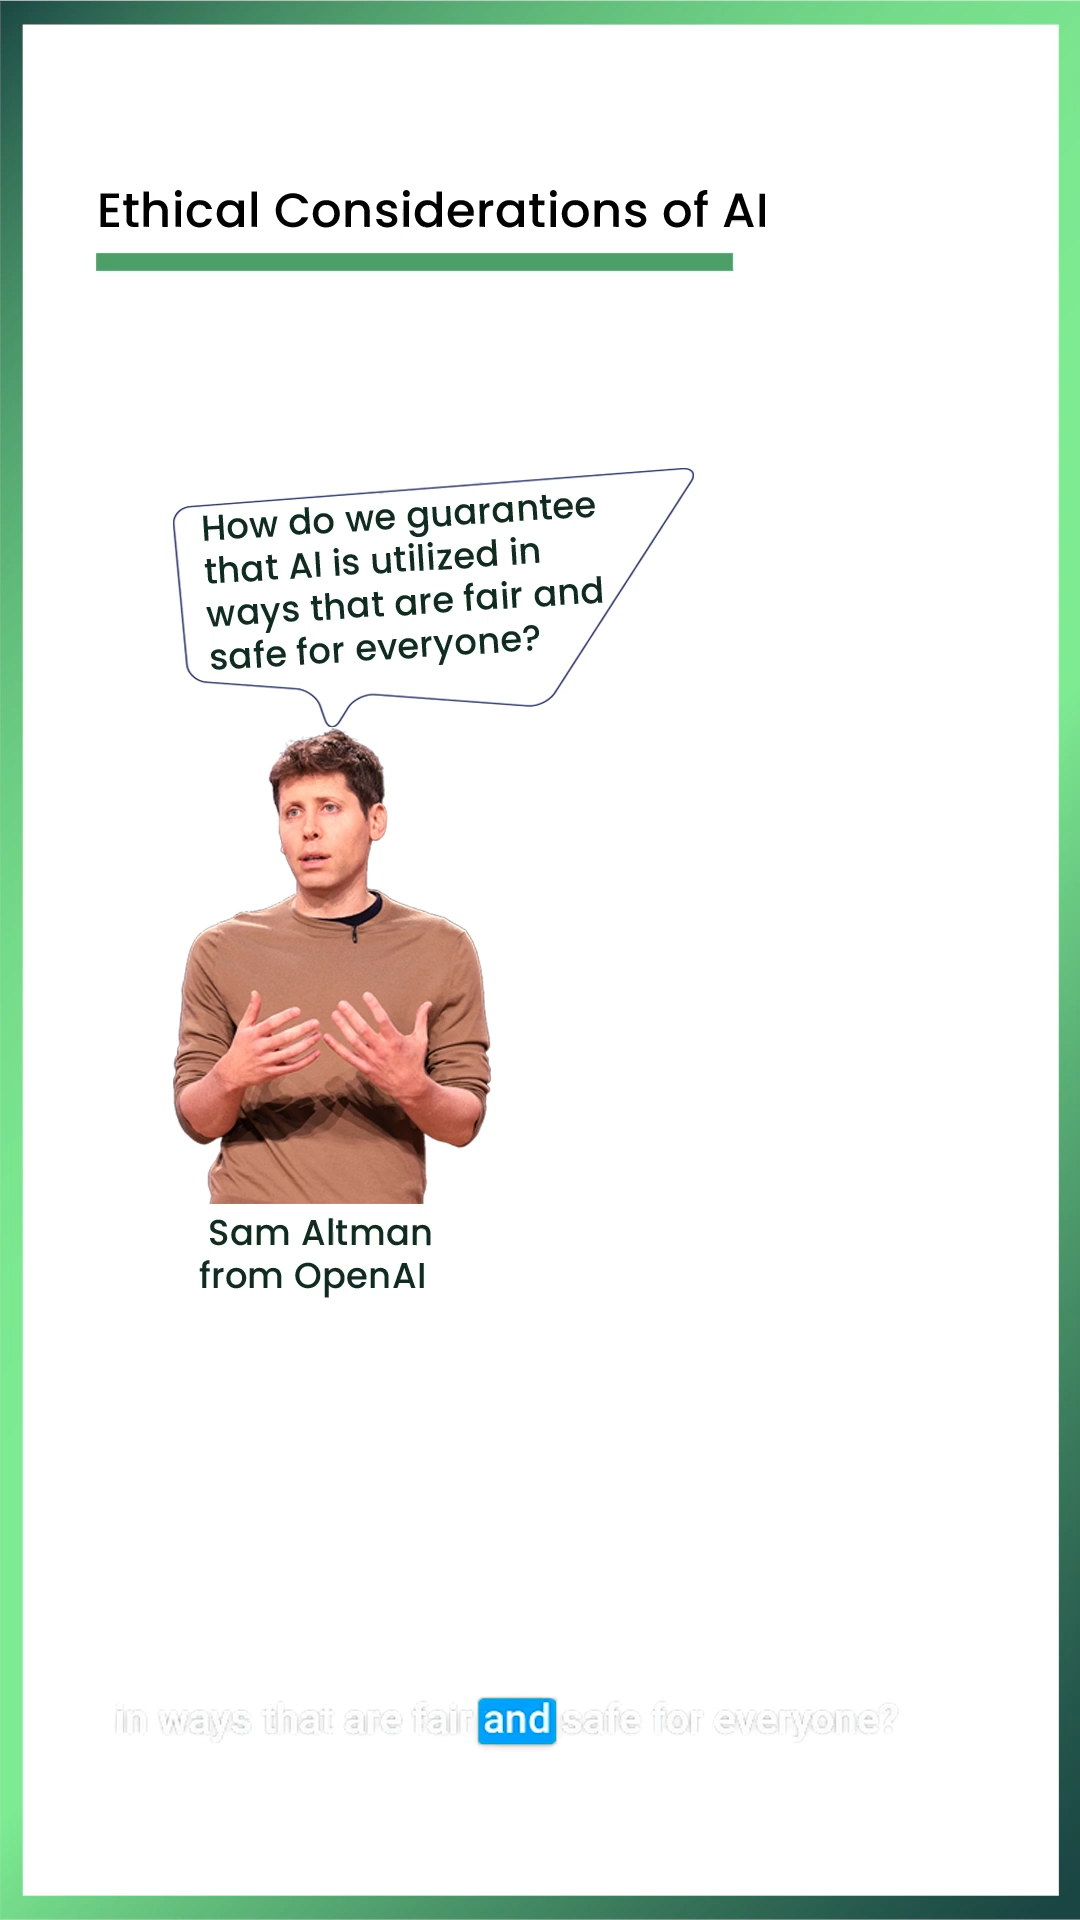 Ethical Considerations of AI
How do we guarantee
that AI is utilized in
ways that are fair and
safe for everyone?
Sam Altman
from OpenAI
in ways that are fair and safe for everyone?